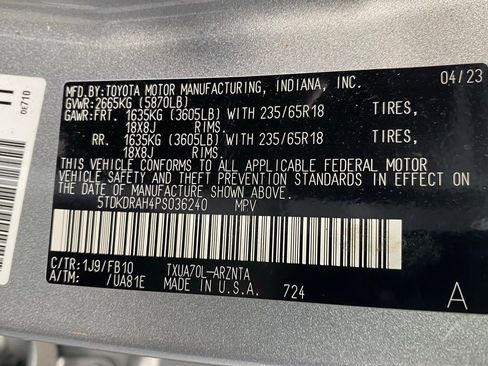 MFD.BY:TOYOTA MOTOR MANUFACTURING, INDIANA, INC. 04/23
GVWR:2665KG (5870LB)
GAWR:FRT. 1635KG (3605LB) WITH 235/65R18 TIRES,
18X8J RIMS.
RR. 1635KG (3605LB) WITH 235/65R18 TIRES,
18X8J RIMS.
THIS VEHICLE CONFORMS TO ALL APPLICABLE FEDERAL MOTOR
VEHICLE SAFETY AND THEFT PREVENTION STANDARDS IN EFFECT
ON THE DATE OF MANUFACTURE SHOWN ABOVE.
5TDKDRAH4PS036240 MPV
C/TR:1J9/FB10 TXUA70L-ARZNTA
A/TM: /UA81E MADE IN U.S.A. 724 A
0E710